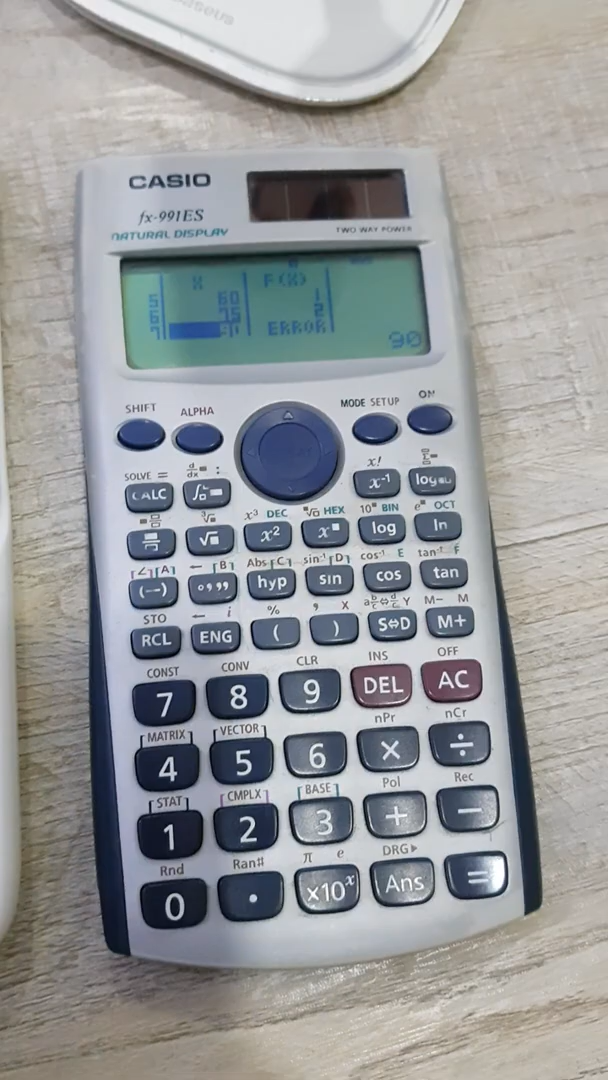 CASIO
fx-991ES
NATURAL DISPLAY
TWO WAY POWER
X F(X)
5 60 1
6 75 2
7 ERROR
90
SHIFT ALPHA MODE SETUP ON
SOLVE = d/dx : x! Σ
CALC ∫ x⁻¹ log
³√ x³ DEC √ HEX 10 BIN e OCT
√ x² x log ln
∠ [A] ← [B] Abs [C] sin⁻¹ [D] cos⁻¹ E tan⁻¹ F
(−) °,,, hyp sin cos tan
STO ← i % , X a b/c⇔d/c Y M− M
RCL ENG ( ) S⇔D M+
CONST CONV CLR INS OFF
7 8 9 DEL AC
[MATRIX] [VECTOR] nPr nCr
4 5 6 × ÷
[STAT] [CMPLX] [BASE] Pol Rec
1 2 3 + −
Rnd Ran# π e DRG▶
0 . ×10ˣ Ans =